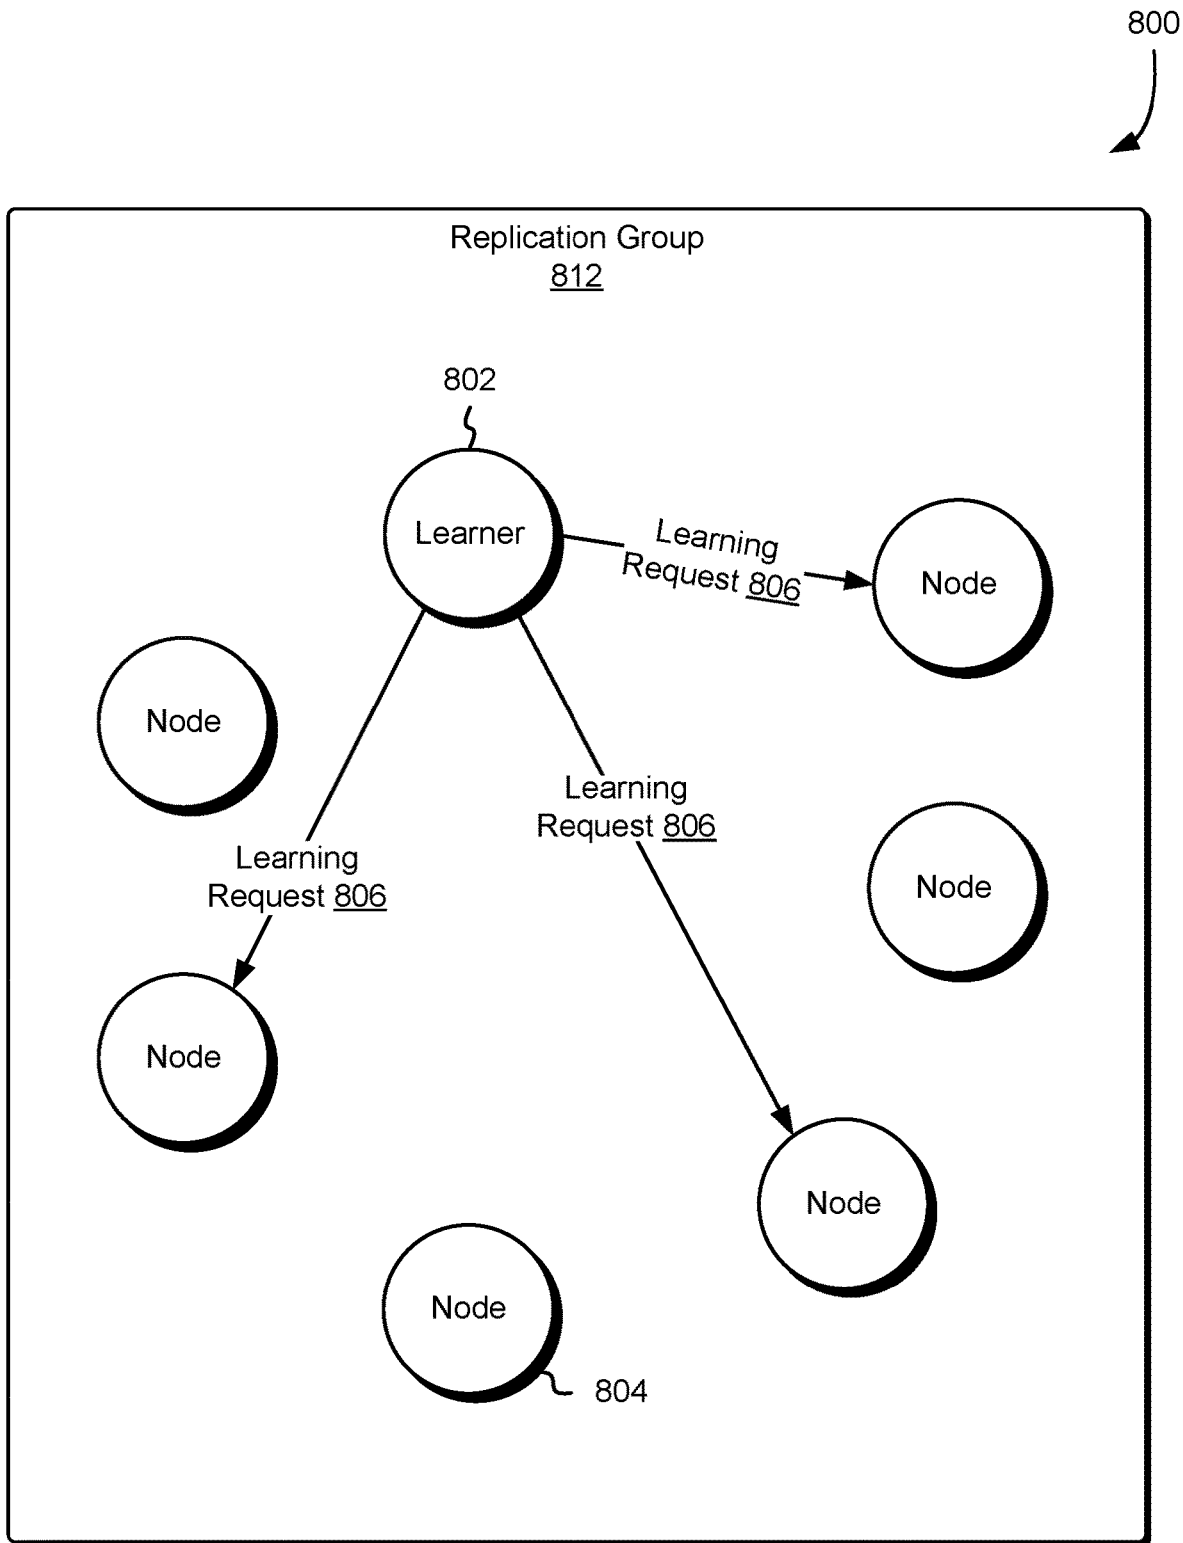 800
Replication Group
812
802
Learner
Learning
Request 806
Node
Node
Learning
Request 806
Learning
Request 806
Node
Node
Node
Node
804